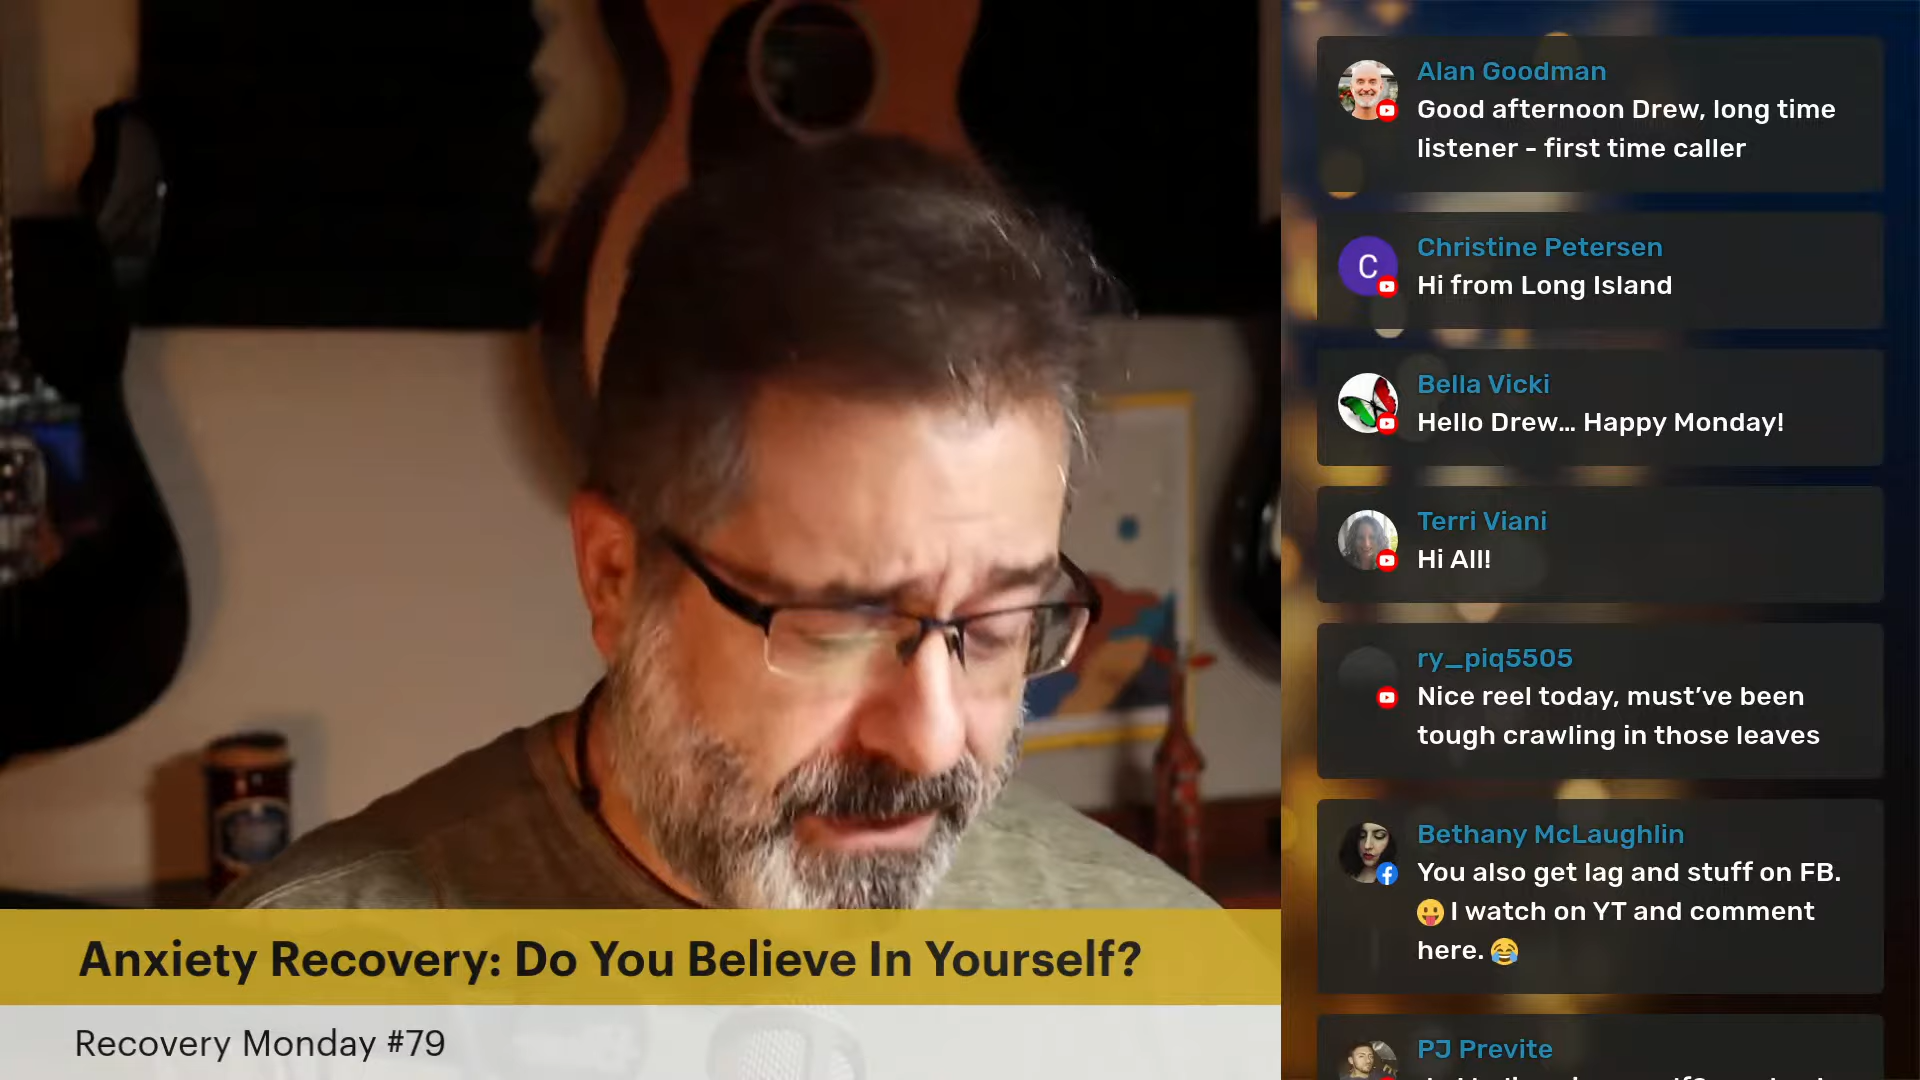 Alan Goodman
Good afternoon Drew, long time
listener - first time caller
C
Christine Petersen
Hi from Long Island
Bella Vicki
Hello Drew... Happy Monday!
Terri Viani
Hi All!
ry_piq5505
Nice reel today, must’ve been
tough crawling in those leaves
Bethany McLaughlin
You also get lag and stuff on FB.
😛 I watch on YT and comment
here. 😂
PJ Previte
Anxiety Recovery: Do You Believe In Yourself?
Recovery Monday #79